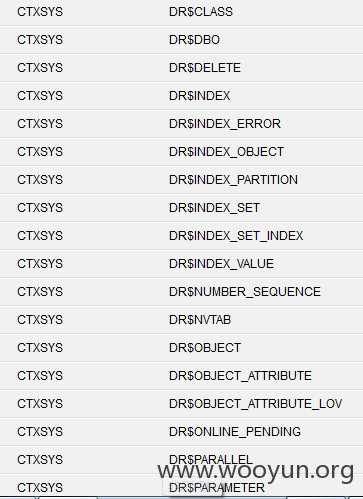 CTXSYS DR$CLASS
CTXSYS DR$DBO
CTXSYS DR$DELETE
CTXSYS DR$INDEX
CTXSYS DR$INDEX_ERROR
CTXSYS DR$INDEX_OBJECT
CTXSYS DR$INDEX_PARTITION
CTXSYS DR$INDEX_SET
CTXSYS DR$INDEX_SET_INDEX
CTXSYS DR$INDEX_VALUE
CTXSYS DR$NUMBER_SEQUENCE
CTXSYS DR$NVTAB
CTXSYS DR$OBJECT
CTXSYS DR$OBJECT_ATTRIBUTE
CTXSYS DR$OBJECT_ATTRIBUTE_LOV
CTXSYS DR$ONLINE_PENDING
CTXSYS DR$PARALLEL
www.wooyun.org
CTXSYS DR$PARAMETER